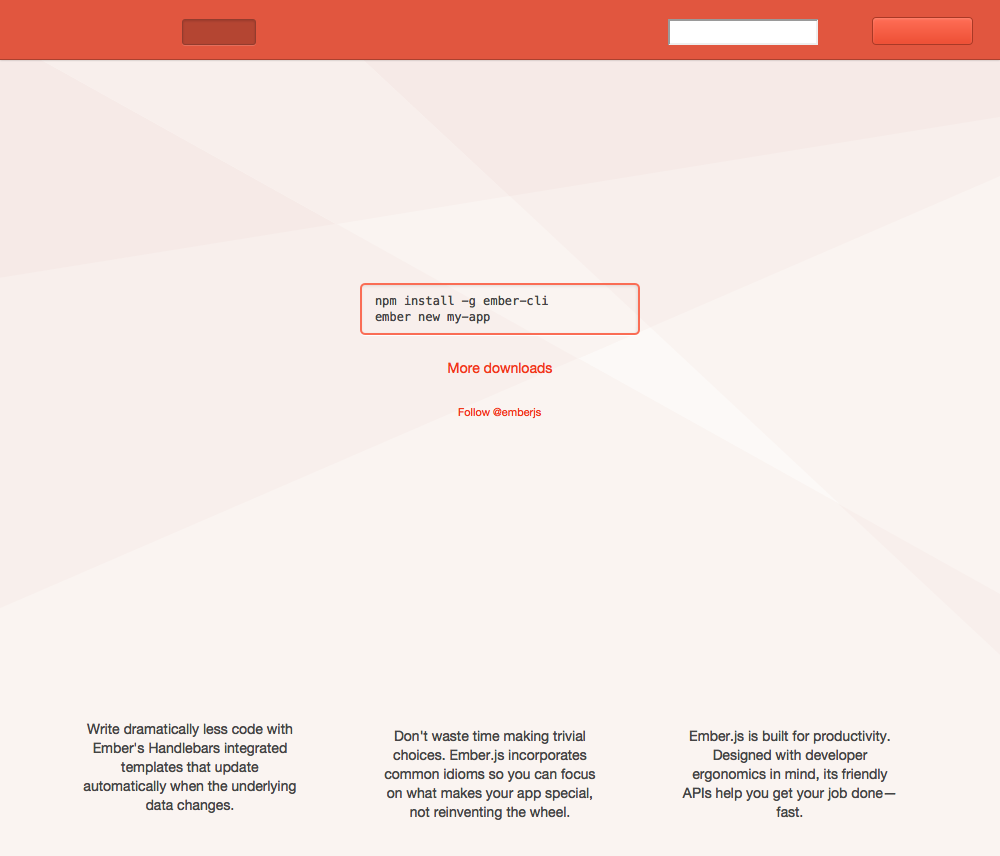 npm install -g ember-cli
ember new my-app
More downloads
Follow @emberjs
Write dramatically less code with
Ember's Handlebars integrated
templates that update
automatically when the underlying
data changes.
Don't waste time making trivial
choices. Ember.js incorporates
common idioms so you can focus
on what makes your app special,
not reinventing the wheel.
Ember.js is built for productivity.
Designed with developer
ergonomics in mind, its friendly
APIs help you get your job done—
fast.